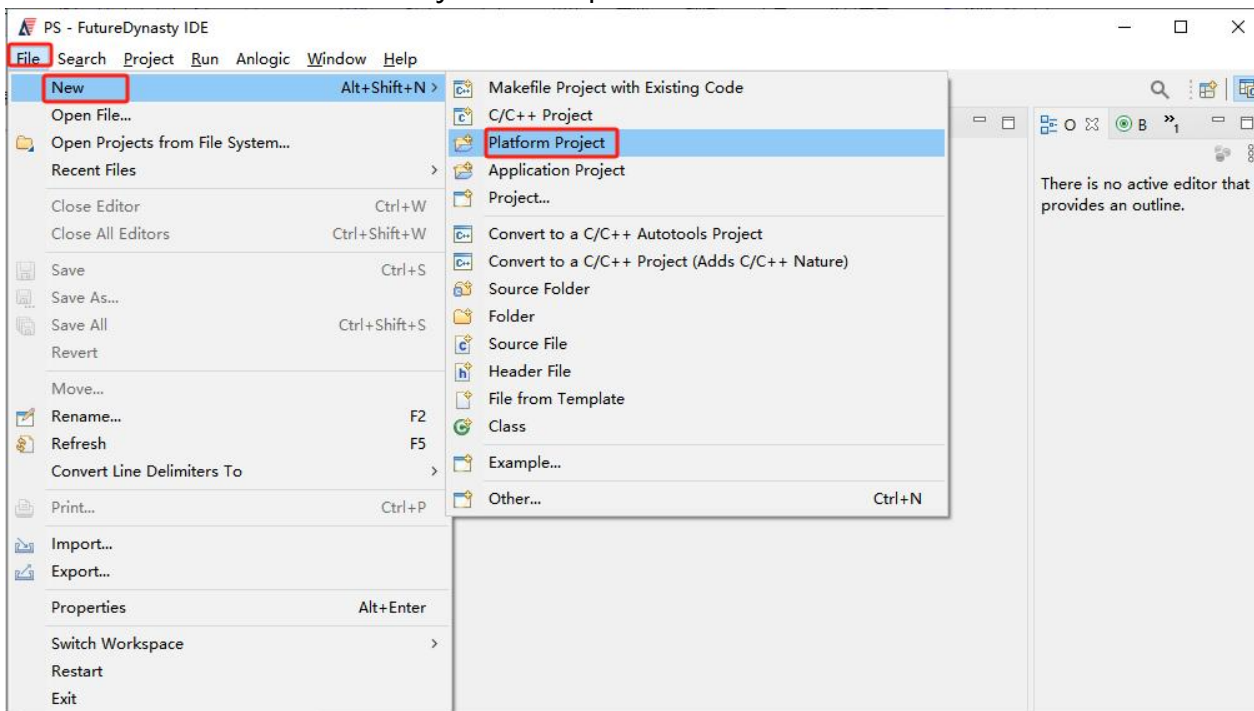 PS - FutureDynasty IDE
File Search Project Run Anlogic Window Help
New Alt+Shift+N >
Open File...
Open Projects from File System...
Recent Files >
Close Editor Ctrl+W
Close All Editors Ctrl+Shift+W
Save Ctrl+S
Save As...
Save All Ctrl+Shift+S
Revert
Move...
Rename... F2
Refresh F5
Convert Line Delimiters To >
Print... Ctrl+P
Import...
Export...
Properties Alt+Enter
Switch Workspace >
Restart
Exit
Makefile Project with Existing Code
C/C++ Project
Platform Project
Application Project
Project...
Convert to a C/C++ Autotools Project
Convert to a C/C++ Project (Adds C/C++ Nature)
Source Folder
Folder
Source File
Header File
File from Template
Class
Example...
Other... Ctrl+N
O B »1
There is no active editor that
provides an outline.